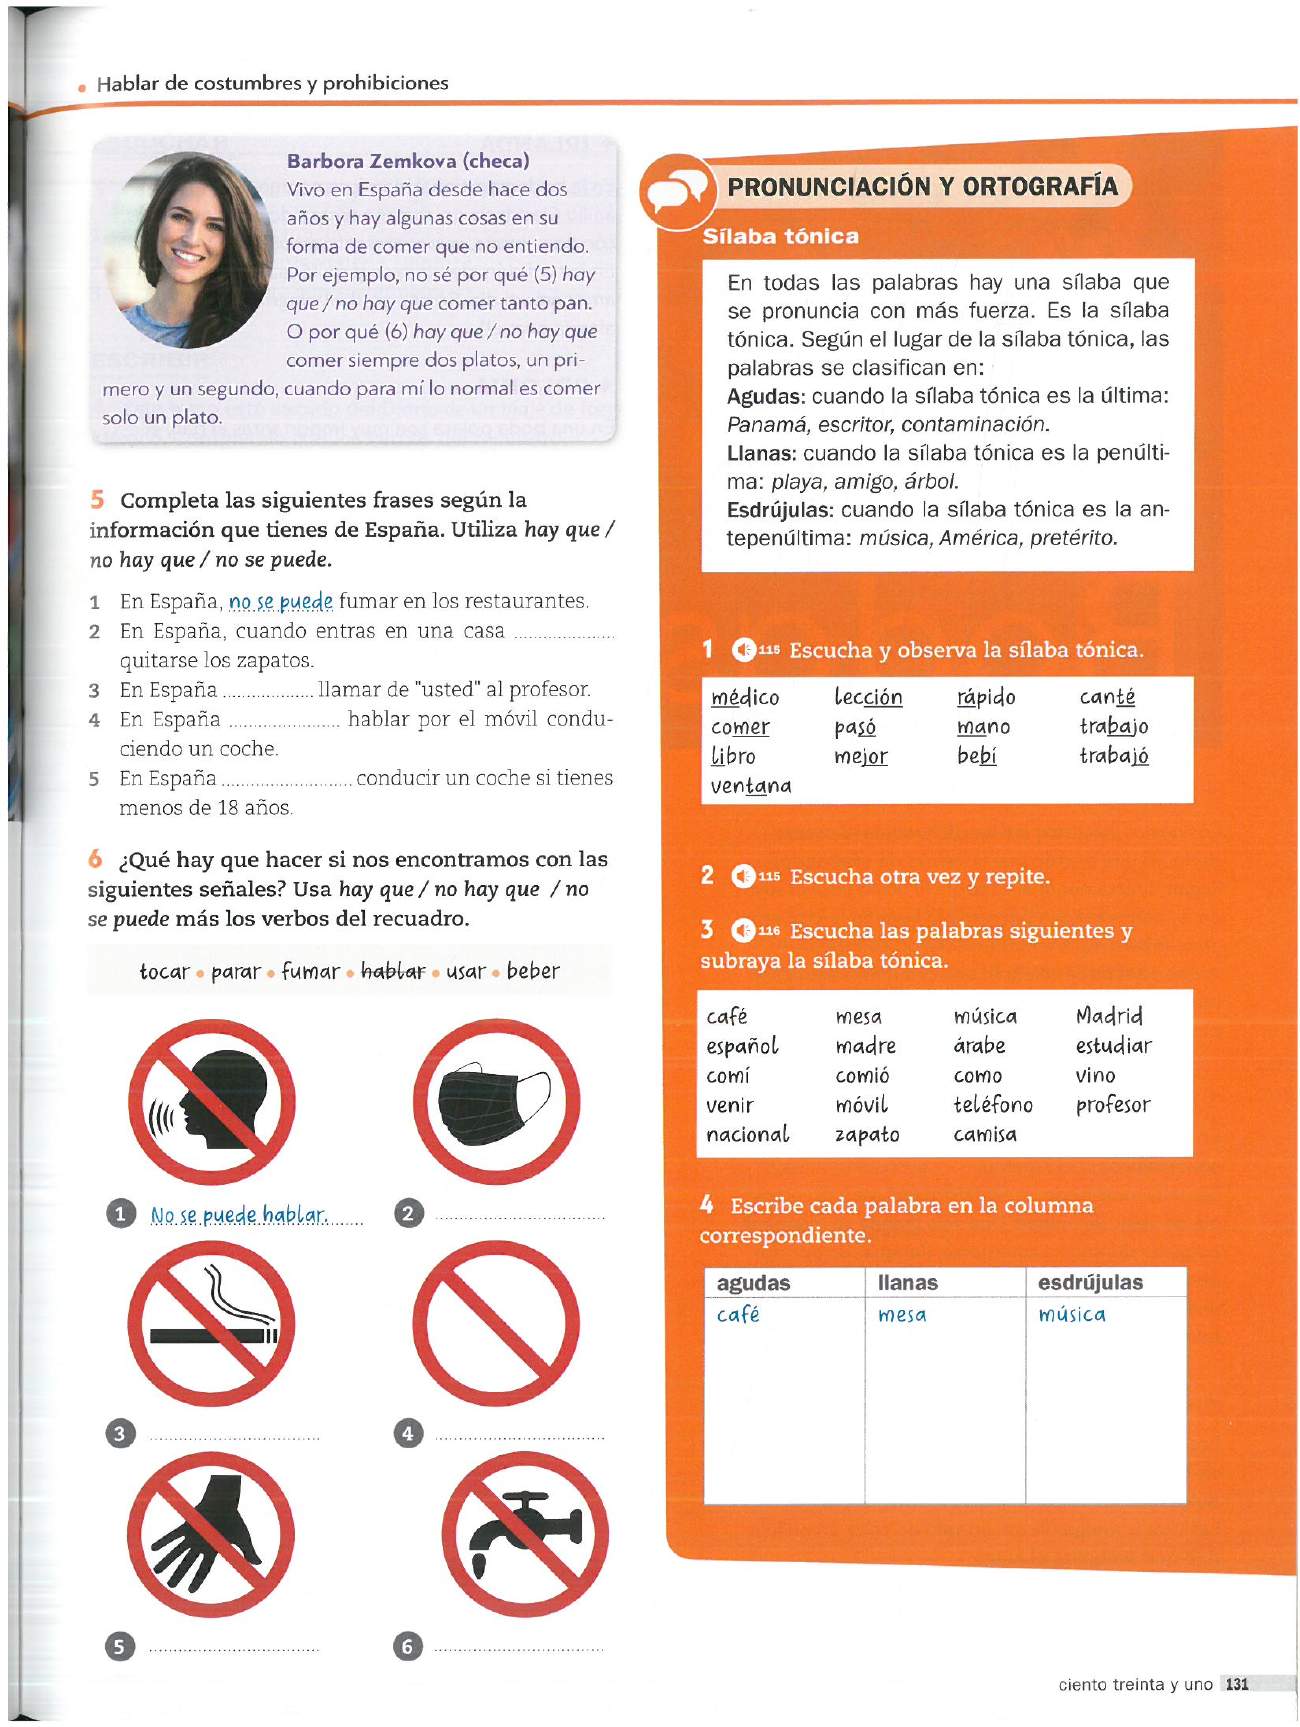 Hablar de costumbres y prohibiciones
Barbora Zemkova (checa)
Vivo en España desde hace dos
años y hay algunas cosas en su
forma de comer que no entiendo.
Por ejemplo, no sé por qué (5) hay
que / no hay que comer tanto pan.
O por qué (6) hay que / no hay que
comer siempre dos platos, un pri-
mero y un segundo, cuando para mí lo normal es comer
solo un plato.
5 Completa las siguientes frases según la
información que tienes de España. Utiliza hay que /
no hay que / no se puede.
1 En España, no se puede fumar en los restaurantes.
2 En España, cuando entras en una casa ....................
quitarse los zapatos.
3 En España .................. llamar de "usted" al profesor.
4 En España ...................... hablar por el móvil condu-
ciendo un coche.
5 En España .......................... conducir un coche si tienes
menos de 18 años.
6 ¿Qué hay que hacer si nos encontramos con las
siguientes señales? Usa hay que / no hay que / no
se puede más los verbos del recuadro.
tocar • parar • fumar • hablar • usar • beber
1 No se puede hablar.
2
3
4
5
6
PRONUNCIACIÓN Y ORTOGRAFÍA
Sílaba tónica
En todas las palabras hay una sílaba que
se pronuncia con más fuerza. Es la sílaba
tónica. Según el lugar de la sílaba tónica, las
palabras se clasifican en:
Agudas: cuando la sílaba tónica es la última:
Panamá, escritor, contaminación.
Llanas: cuando la sílaba tónica es la penúlti-
ma: playa, amigo, árbol.
Esdrújulas: cuando la sílaba tónica es la an-
tepenúltima: música, América, pretérito.
1 115 Escucha y observa la sílaba tónica.
médico lección rápido canté
comer pasó mano trabajo
libro mejor bebí trabajó
ventana
2 115 Escucha otra vez y repite.
3 116 Escucha las palabras siguientes y
subraya la sílaba tónica.
café mesa música Madrid
español madre árabe estudiar
comí comió como vino
venir móvil teléfono profesor
nacional zapato camisa
4 Escribe cada palabra en la columna
correspondiente.
agudas llanas esdrújulas
café mesa música
ciento treinta y uno 131